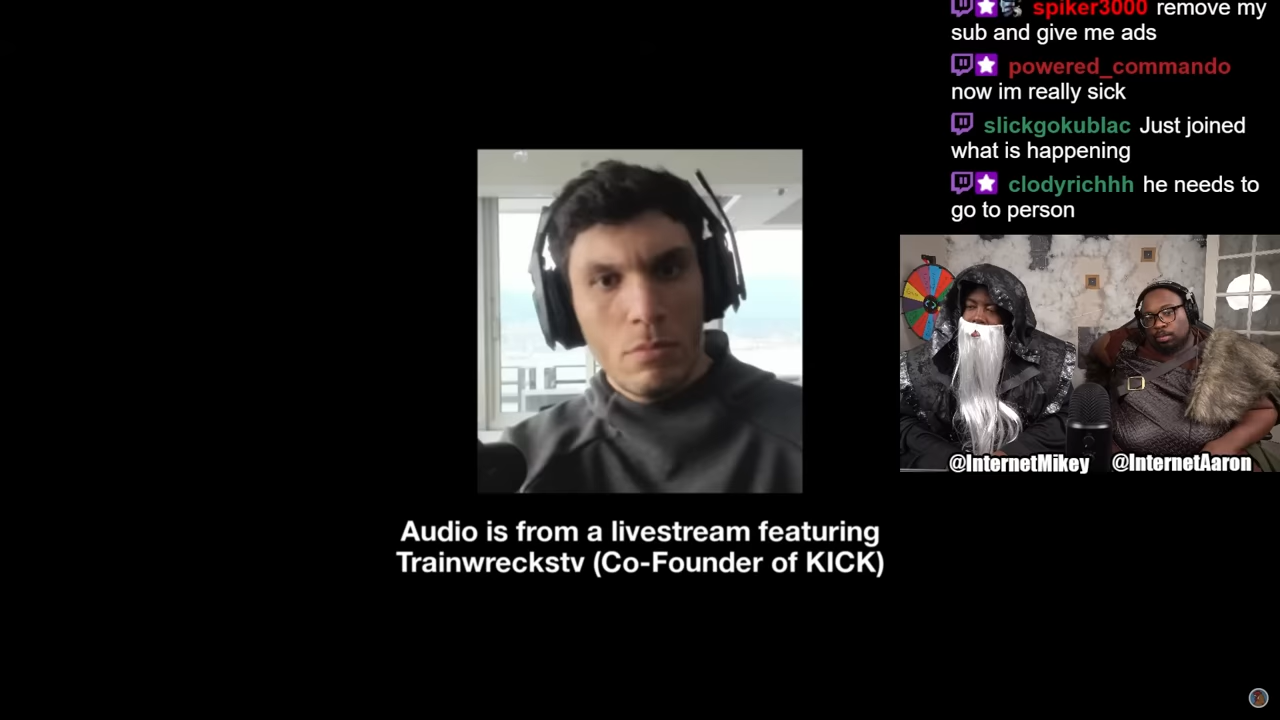 spiker3000 remove my
sub and give me ads
powered_commando
now im really sick
slickgokublac Just joined
what is happening
clodyrichhh he needs to
go to person
@InternetMikey @InternetAaron
Audio is from a livestream featuring
Trainwreckstv (Co-Founder of KICK)